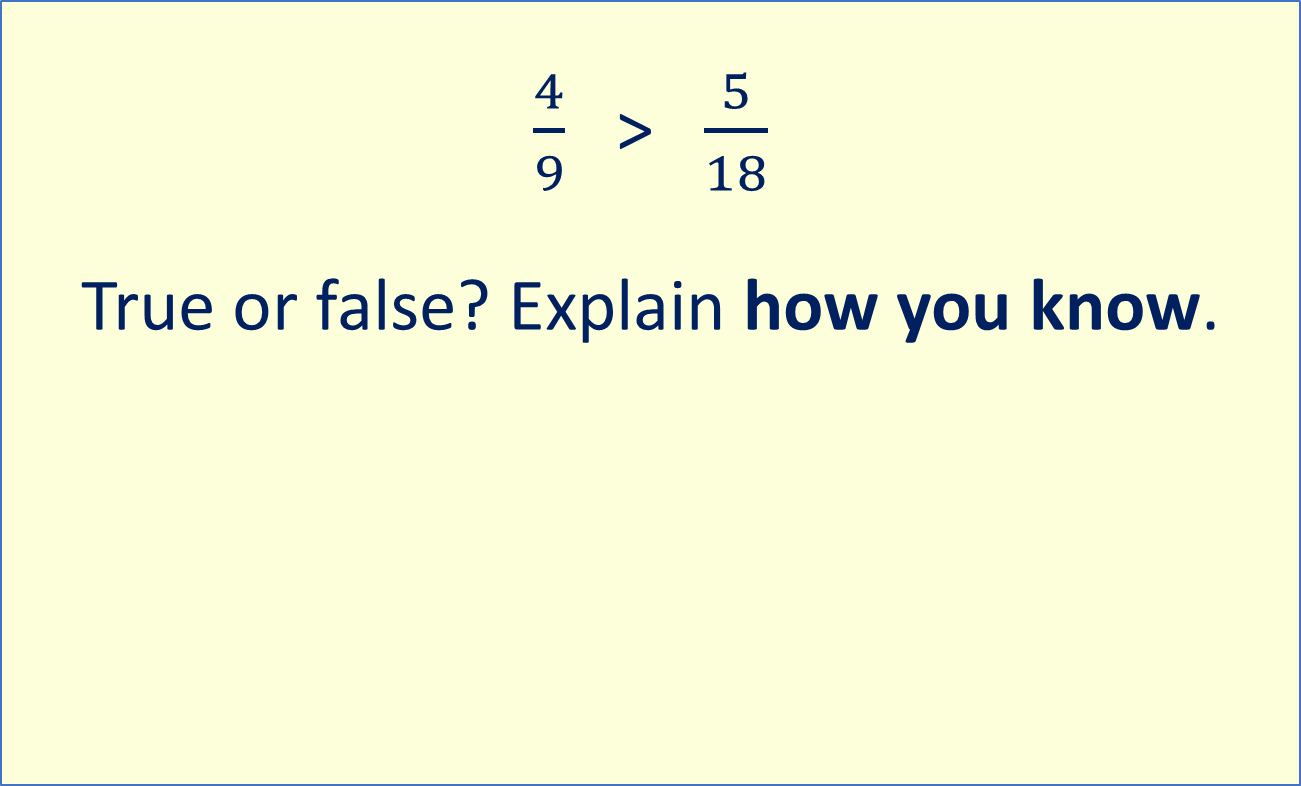 4/9 > 5/18
True or false? Explain how you know.